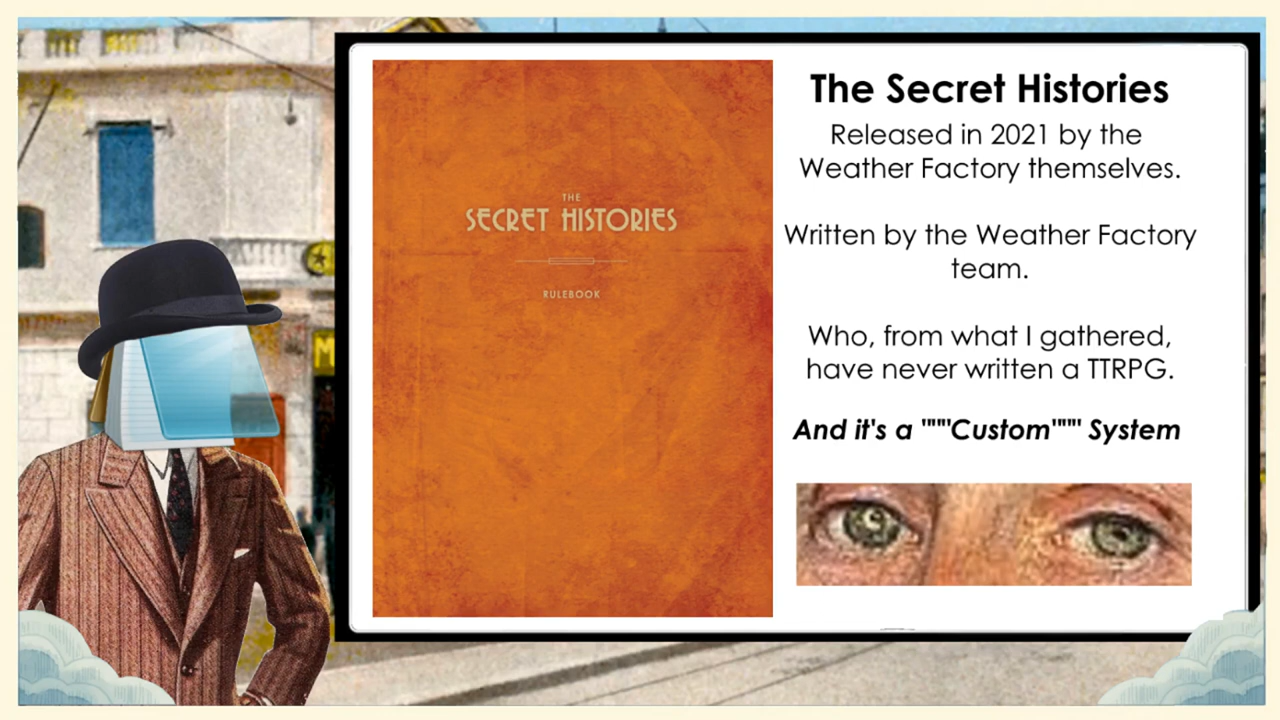 THE
SECRET HISTORIES
RULEBOOK
The Secret Histories
Released in 2021 by the
Weather Factory themselves.
Written by the Weather Factory
team.
Who, from what I gathered,
have never written a TTRPG.
And it's a """Custom""" System
M